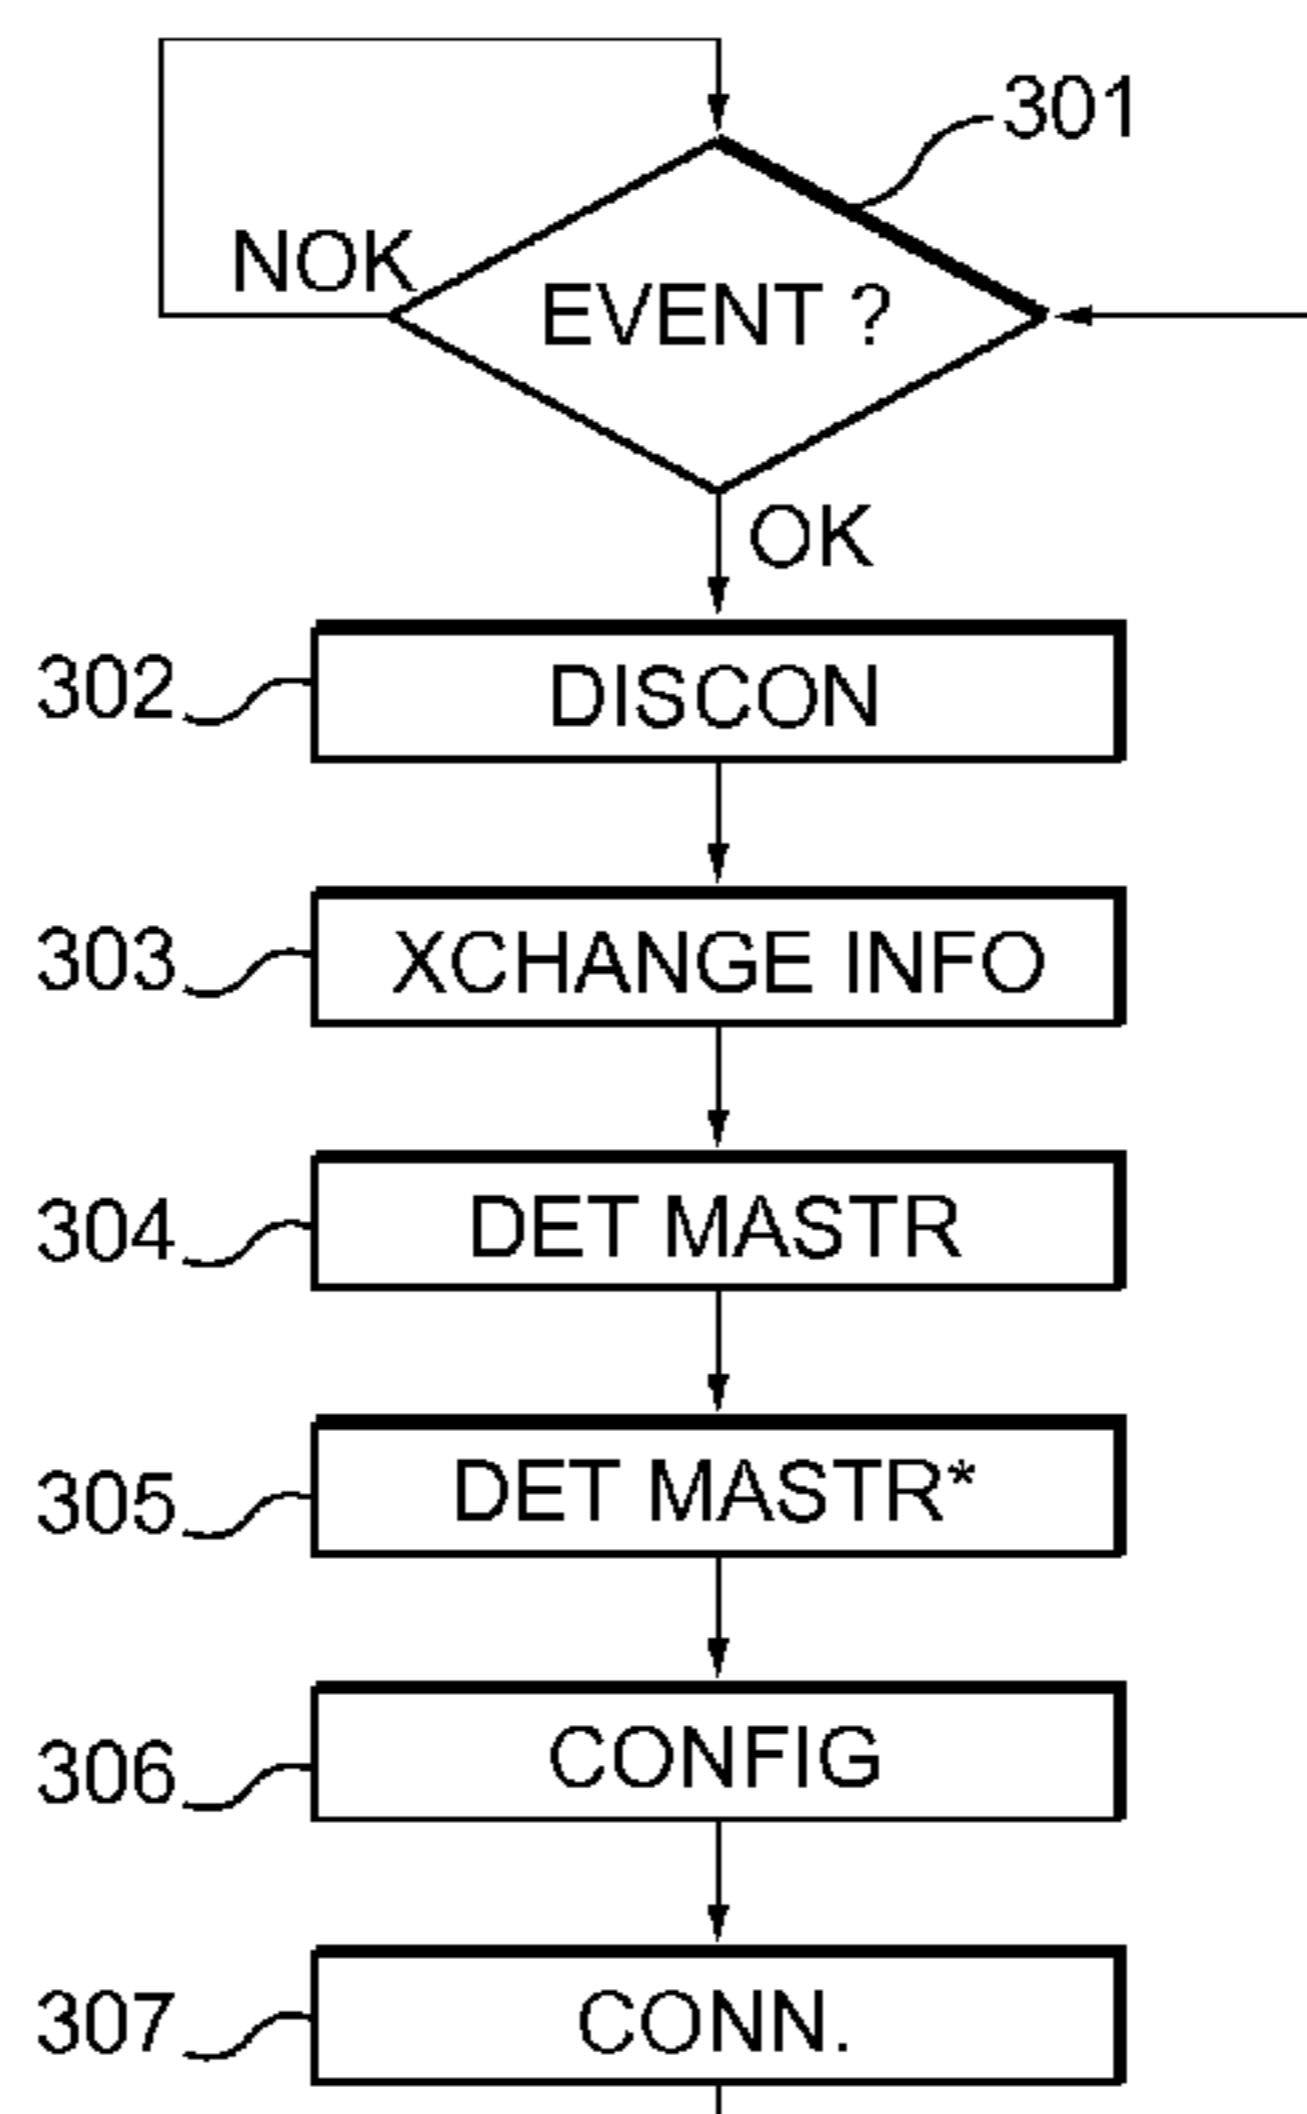 301
NOK
EVENT ?
OK
302
DISCON
303
XCHANGE INFO
304
DET MASTR
305
DET MASTR*
306
CONFIG
307
CONN.